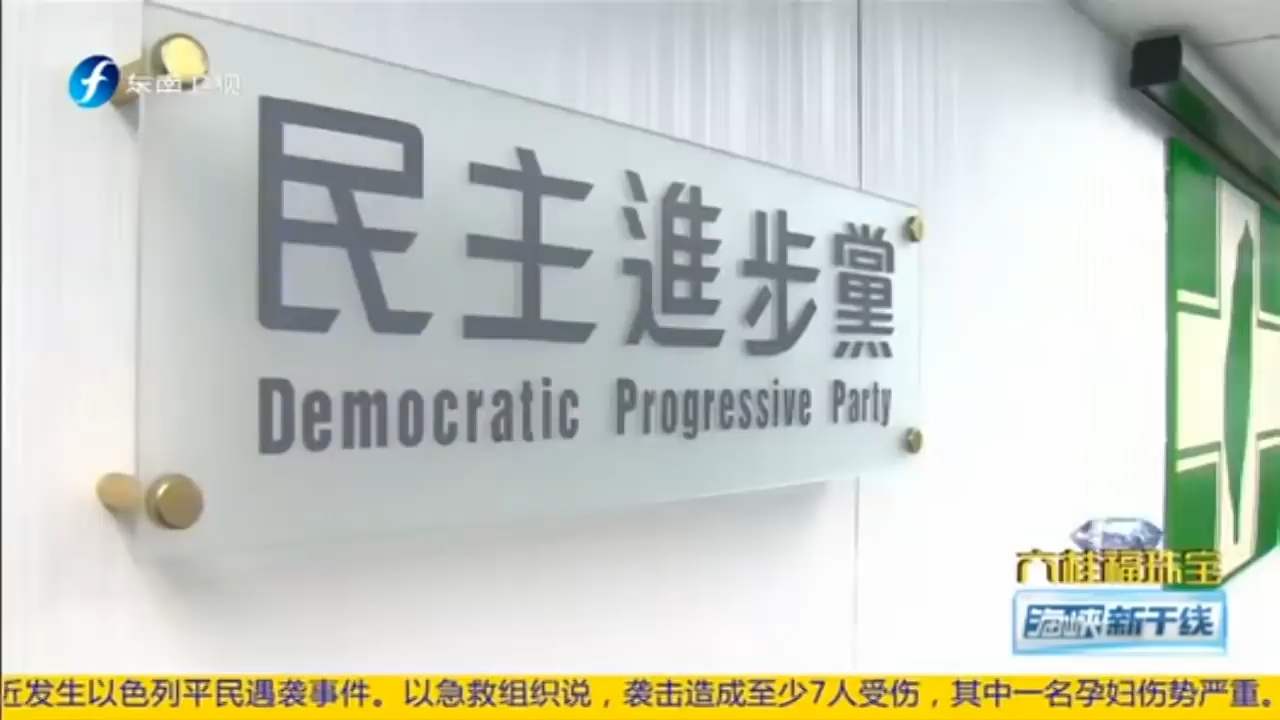 东南卫视
民主進步黨
Democratic Progressive Party
六桂福珠宝
海峡新干线
近发生以色列平民遇袭事件。以急救组织说，袭击造成至少7人受伤，其中一名孕妇伤势严重。